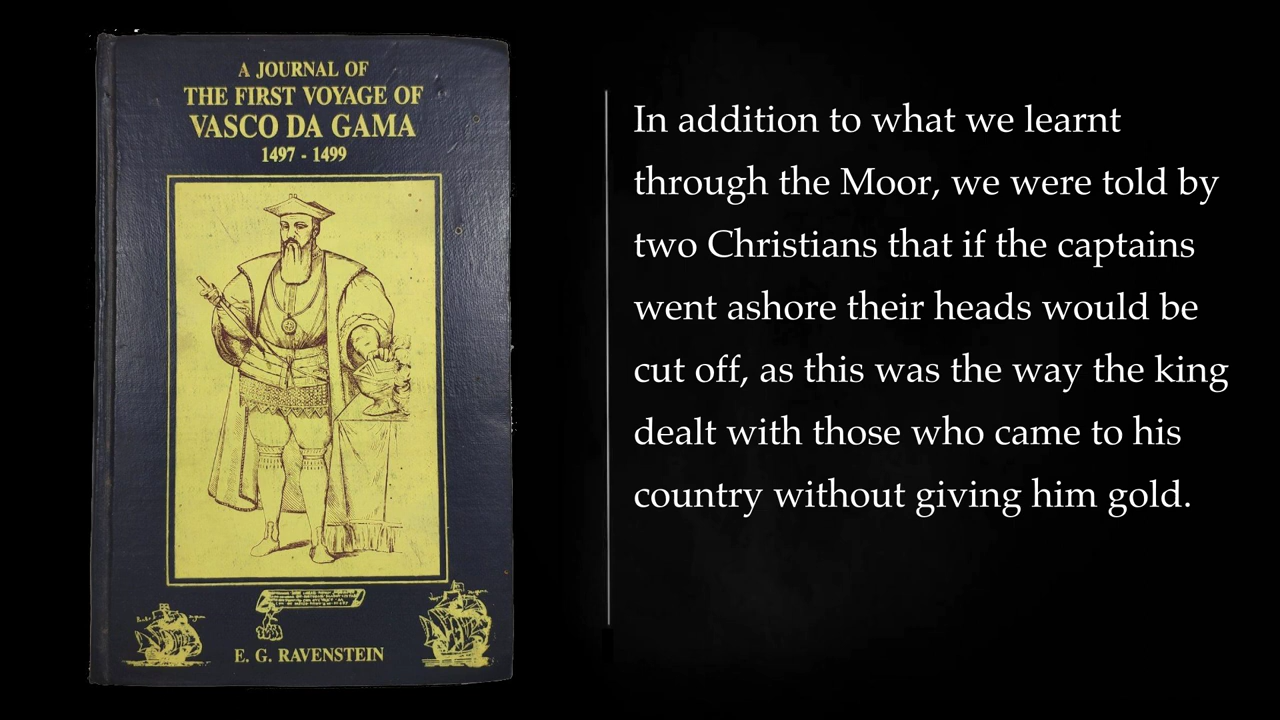 A JOURNAL OF
THE FIRST VOYAGE OF
VASCO DA GAMA
1497 - 1499
E. G. RAVENSTEIN
In addition to what we learnt
through the Moor, we were told by
two Christians that if the captains
went ashore their heads would be
cut off, as this was the way the king
dealt with those who came to his
country without giving him gold.